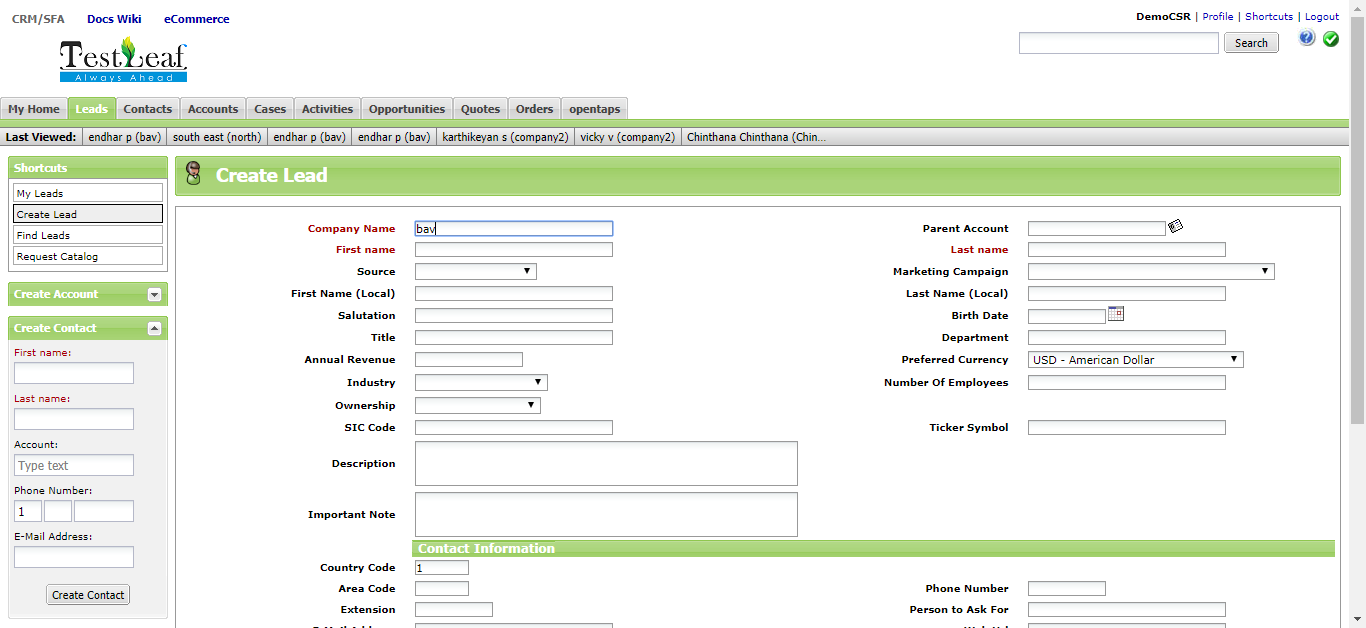 CRM/SFA Docs Wiki eCommerce
DemoCSR | Profile | Shortcuts | Logout
TestLeaf
Always Ahead
Search
My Home Leads Contacts Accounts Cases Activities Opportunities Quotes Orders opentaps
Last Viewed: endhar p (bav) south east (north) endhar p (bav) endhar p (bav) karthikeyan s (company2) vicky v (company2) Chinthana Chinthana (Chin...
Shortcuts
My Leads
Create Lead
Find Leads
Request Catalog
Create Account
Create Contact
First name:
Last name:
Account:
Type text
Phone Number:
1
E-Mail Address:
Create Contact
Create Lead
Company Name bav Parent Account
First name Last name
Source Marketing Campaign
First Name (Local) Last Name (Local)
Salutation Birth Date
Title Department
Annual Revenue Preferred Currency USD - American Dollar
Industry Number Of Employees
Ownership
SIC Code Ticker Symbol
Description
Important Note
Contact Information
Country Code 1
Area Code Phone Number
Extension Person to Ask For